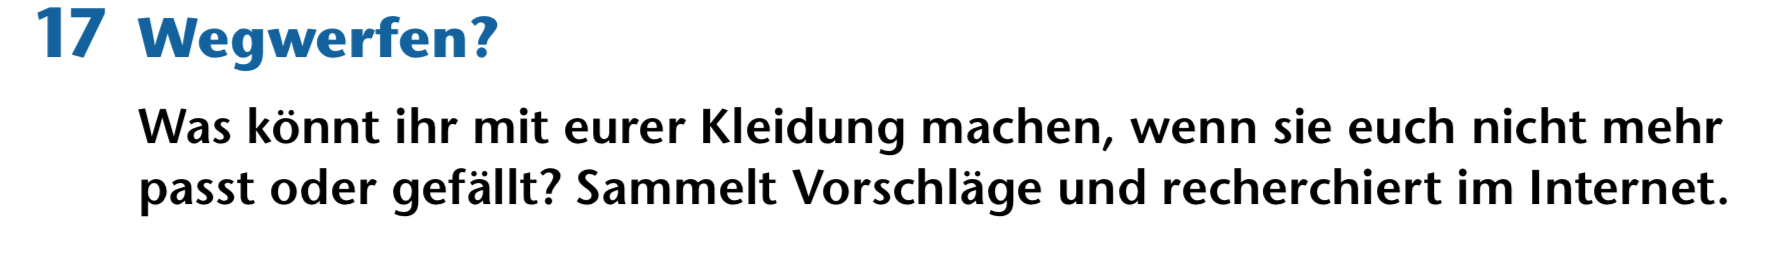 17 Wegwerfen?
Was könnt ihr mit eurer Kleidung machen, wenn sie euch nicht mehr
passt oder gefällt? Sammelt Vorschläge und recherchiert im Internet.